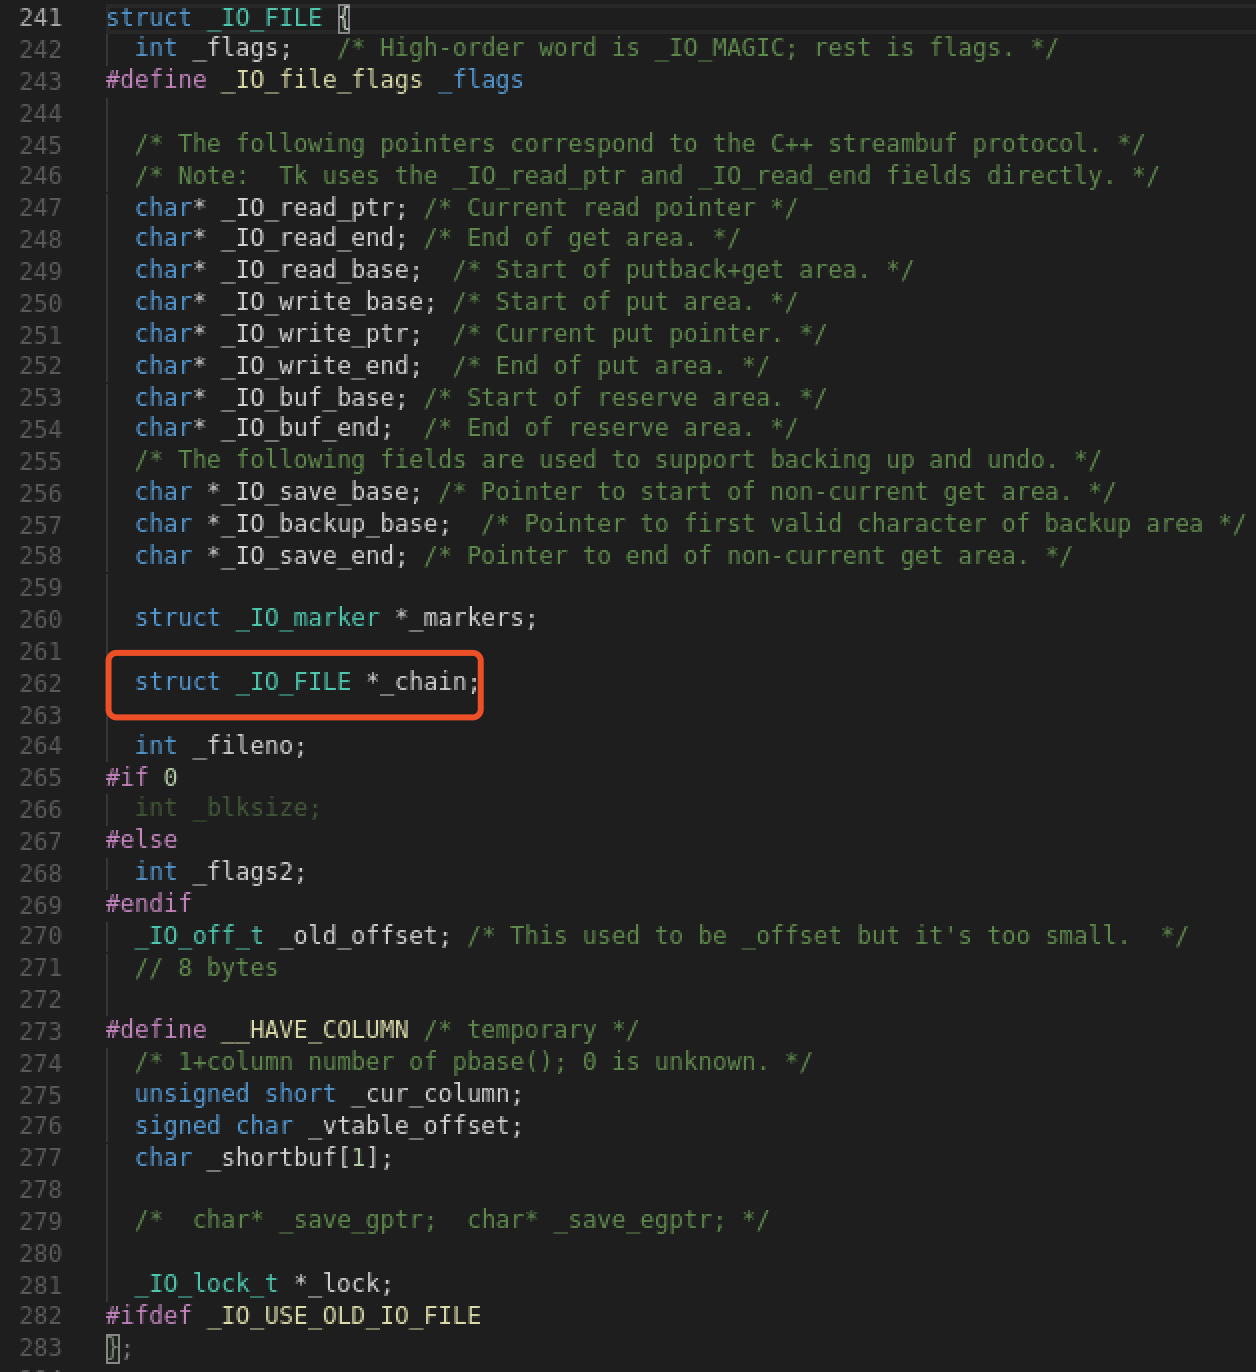 241 struct _IO_FILE {
242   int _flags;   /* High-order word is _IO_MAGIC; rest is flags. */
243 #define _IO_file_flags _flags
244
245   /* The following pointers correspond to the C++ streambuf protocol. */
246   /* Note:  Tk uses the _IO_read_ptr and _IO_read_end fields directly. */
247   char* _IO_read_ptr; /* Current read pointer */
248   char* _IO_read_end; /* End of get area. */
249   char* _IO_read_base;  /* Start of putback+get area. */
250   char* _IO_write_base; /* Start of put area. */
251   char* _IO_write_ptr;  /* Current put pointer. */
252   char* _IO_write_end;  /* End of put area. */
253   char* _IO_buf_base; /* Start of reserve area. */
254   char* _IO_buf_end;  /* End of reserve area. */
255   /* The following fields are used to support backing up and undo. */
256   char *_IO_save_base; /* Pointer to start of non-current get area. */
257   char *_IO_backup_base;  /* Pointer to first valid character of backup area */
258   char *_IO_save_end; /* Pointer to end of non-current get area. */
259
260   struct _IO_marker *_markers;
261
262   struct _IO_FILE *_chain;
263
264   int _fileno;
265 #if 0
266   int _blksize;
267 #else
268   int _flags2;
269 #endif
270   _IO_off_t _old_offset; /* This used to be _offset but it's too small.  */
271   // 8 bytes
272
273 #define __HAVE_COLUMN /* temporary */
274   /* 1+column number of pbase(); 0 is unknown. */
275   unsigned short _cur_column;
276   signed char _vtable_offset;
277   char _shortbuf[1];
278
279   /*  char* _save_gptr;  char* _save_egptr; */
280
281   _IO_lock_t *_lock;
282 #ifdef _IO_USE_OLD_IO_FILE
283 };